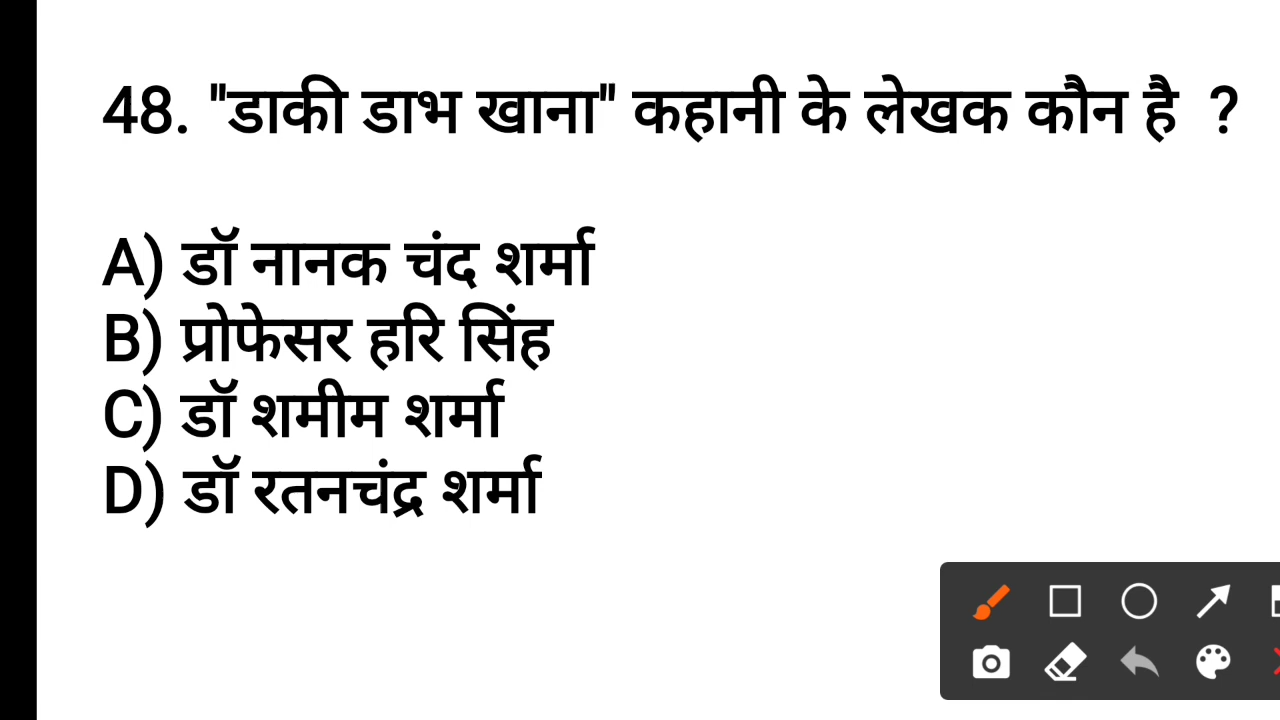 48. "डाकी डाभ खाना" कहानी के लेखक कौन है ?
A) डॉ नानक चंद शर्मा
B) प्रोफेसर हरि सिंह
C) डॉ शमीम शर्मा
D) डॉ रतनचंद्र शर्मा